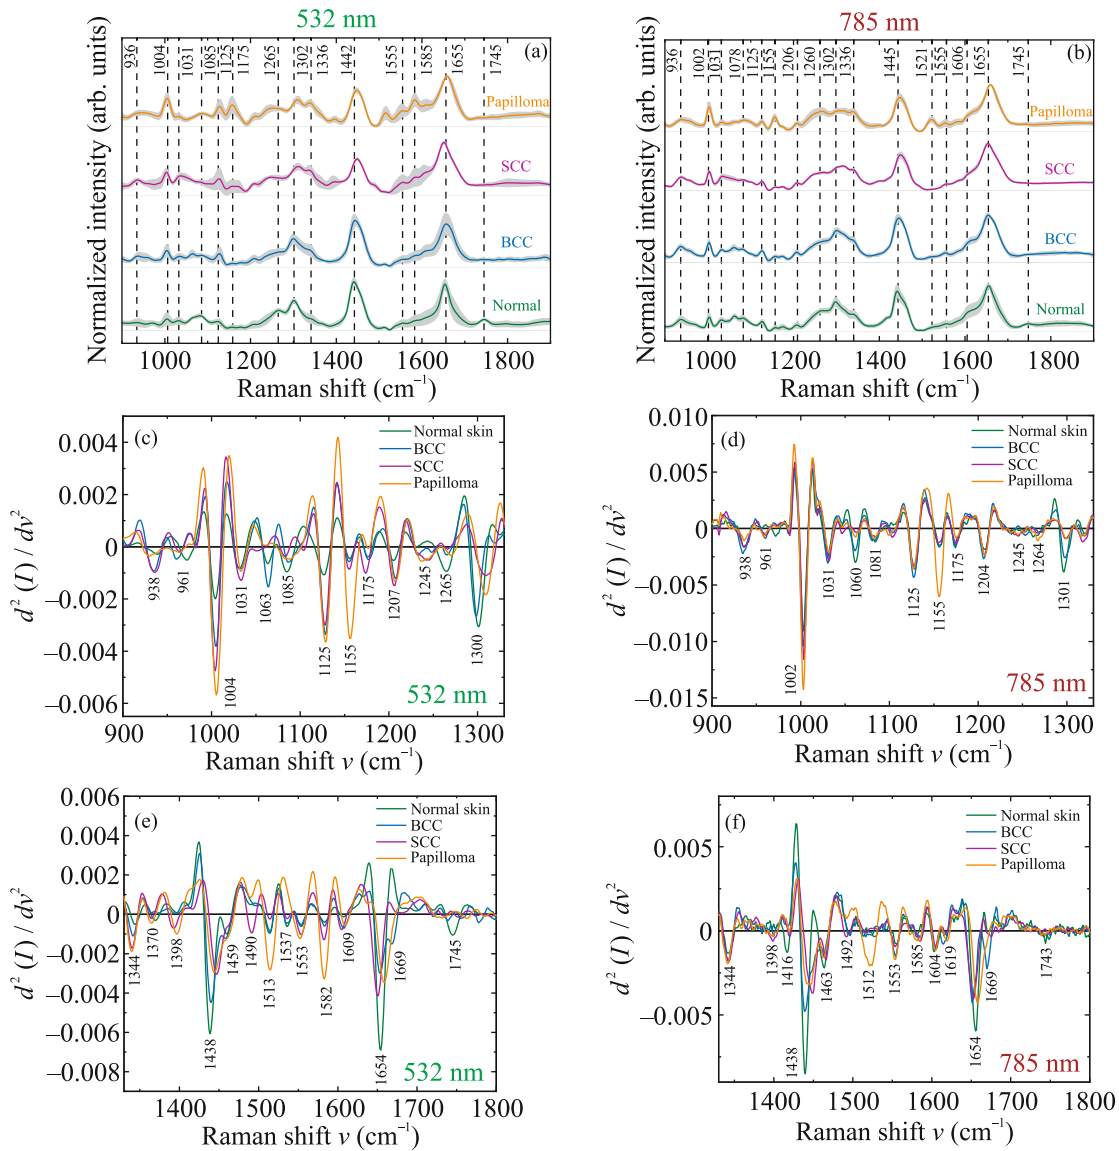 532 nm
785 nm
(a)
936 1004 1031 1085 1125 1175 1265 1302 1336 1442 1555 1585 1655 1745
Papilloma
SCC
BCC
Normal
Normalized intensity (arb. units)
1000 1200 1400 1600 1800
Raman shift (cm⁻¹)
(b)
936 1002 1031 1078 1125 1155 1206 1260 1302 1336 1445 1521 1555 1606 1655 1745
Papilloma
SCC
BCC
Normal
Normalized intensity (arb. units)
1000 1200 1400 1600 1800
Raman shift (cm⁻¹)
(c)
Normal skin
BCC
SCC
Papilloma
0.004
0.002
0
−0.002
−0.004
−0.006
d² (I) / dv²
938 961 1004 1031 1063 1085 1125 1155 1175 1207 1245 1265 1300
532 nm
900 1000 1100 1200 1300
Raman shift v (cm⁻¹)
(d)
Normal skin
BCC
SCC
Papilloma
0.010
0.005
0
−0.005
−0.010
−0.015
d² (I) / dv²
938 961 1002 1031 1060 1081 1125 1155 1175 1204 1245 1264 1301
785 nm
900 1000 1100 1200 1300
Raman shift v (cm⁻¹)
(e)
Normal skin
BCC
SCC
Papilloma
0.006
0.004
0.002
0
−0.002
−0.004
−0.006
−0.008
d² (I) / dv²
1344 1370 1398 1438 1459 1490 1513 1537 1553 1582 1609 1654 1669 1745
532 nm
1400 1500 1600 1700 1800
Raman shift v (cm⁻¹)
(f)
Normal skin
BCC
SCC
Papilloma
0.005
0
−0.005
d² (I) / dv²
1344 1398 1416 1438 1463 1492 1512 1553 1585 1604 1619 1654 1669 1743
785 nm
1400 1500 1600 1700 1800
Raman shift v (cm⁻¹)